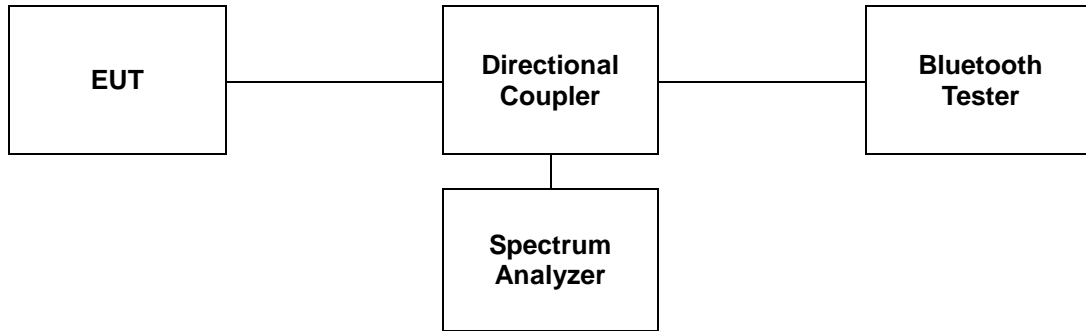 EUT
Directional
Coupler
Bluetooth
Tester
Spectrum
Analyzer